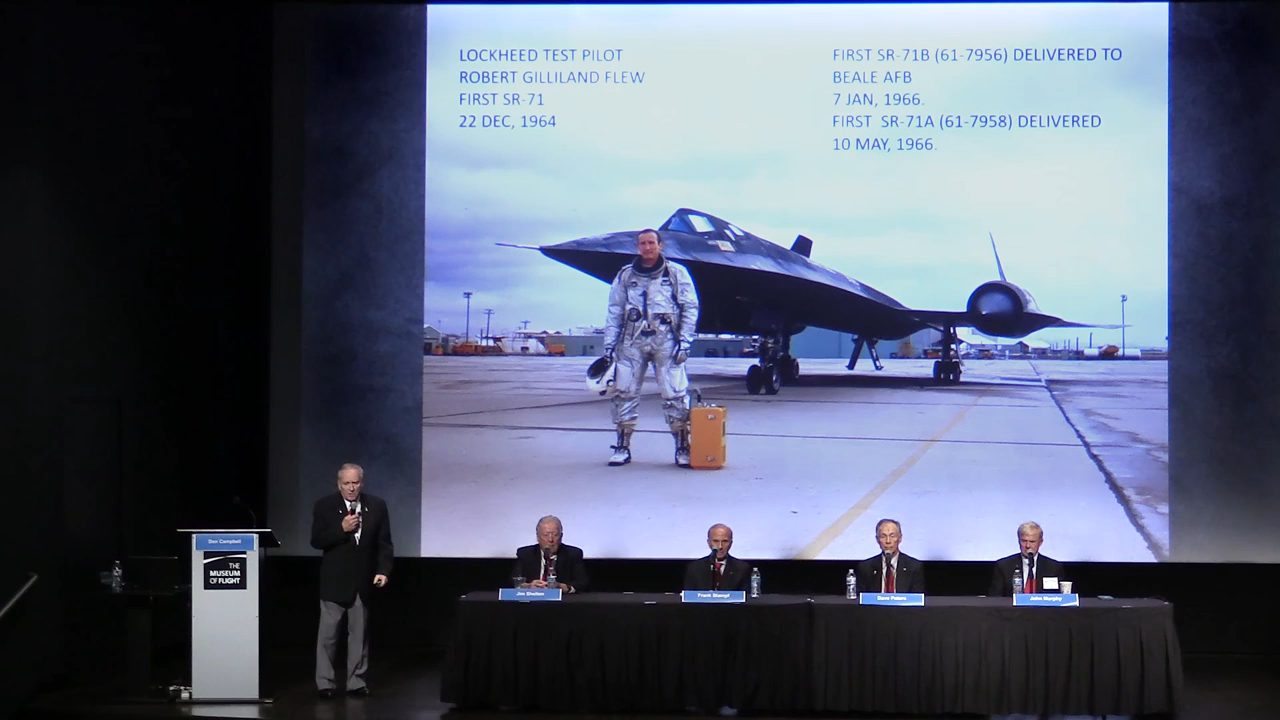 LOCKHEED TEST PILOT
ROBERT GILLILAND FLEW
FIRST SR-71
22 DEC, 1964
FIRST SR-71B (61-7956) DELIVERED TO
BEALE AFB
7 JAN, 1966.
FIRST SR-71A (61-7958) DELIVERED
10 MAY, 1966.
Don Campbell
THE
MUSEUM
OF FLIGHT
Jim Shelton
Frank Stampf
Dave Peters
John Murphy